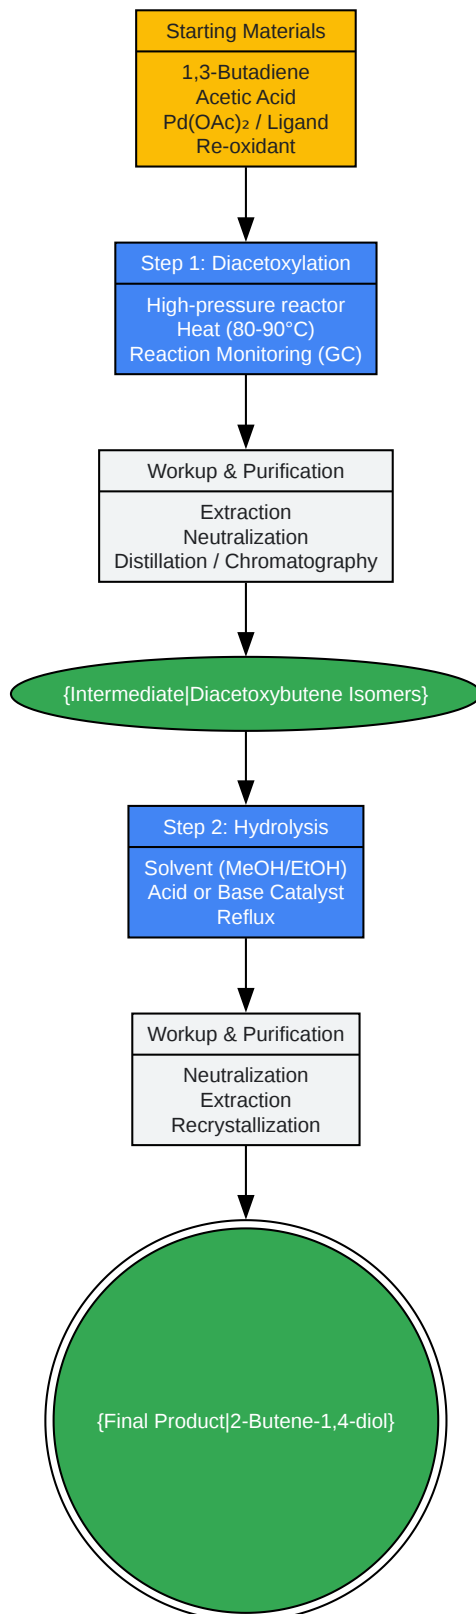 Starting Materials
1,3-Butadiene
Acetic Acid
Pd(OAc)₂ / Ligand
Re-oxidant
Step 1: Diacetoxylation
High-pressure reactor
Heat (80-90°C)
Reaction Monitoring (GC)
Workup & Purification
Extraction
Neutralization
Distillation / Chromatography
{Intermediate|Diacetoxybutene Isomers}
Step 2: Hydrolysis
Solvent (MeOH/EtOH)
Acid or Base Catalyst
Reflux
Workup & Purification
Neutralization
Extraction
Recrystallization
{Final Product|2-Butene-1,4-diol}